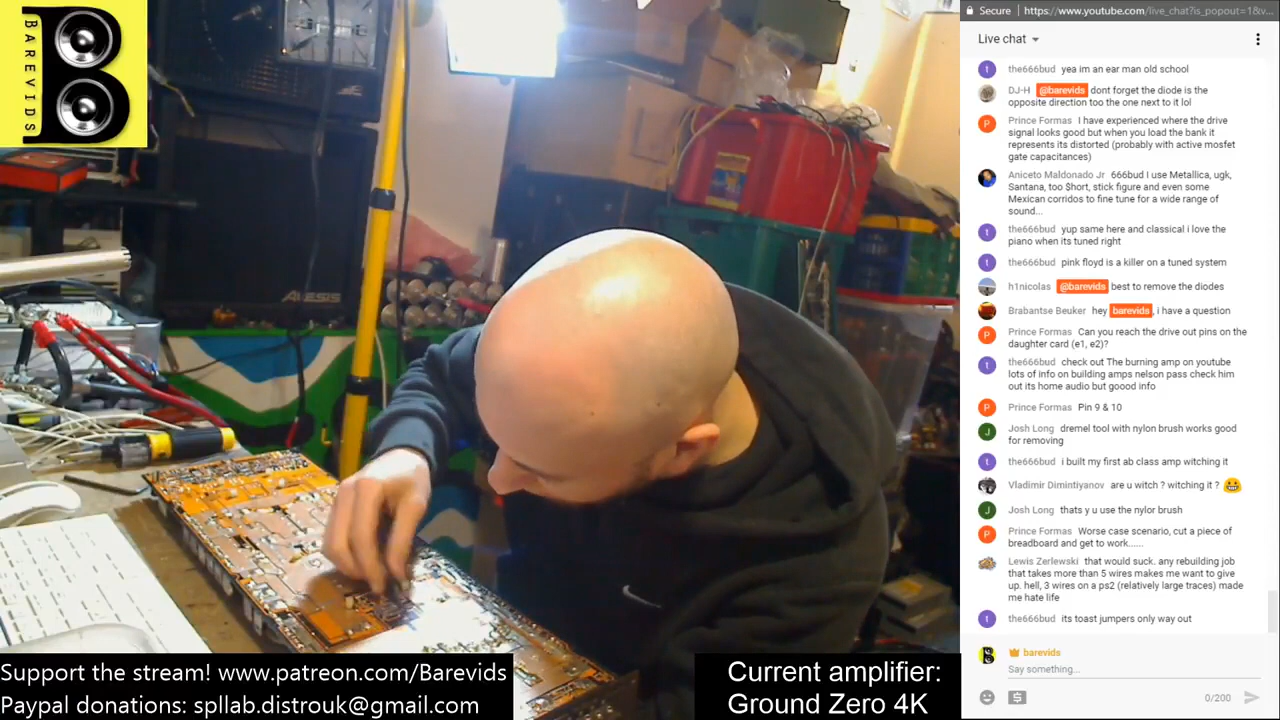 BAREVIDS
B
ALESIS
Support the stream! www.patreon.com/Barevids
Paypal donations: spllab.distrouk@gmail.com
Current amplifier:
Ground Zero 4K
Secure | https://www.youtube.com/live_chat?is_popout=1&v...
Live chat
the666bud yea im an ear man old school
DJ-H @barevids dont forget the diode is the
opposite direction too the one next to it lol
Prince Formas I have experienced where the drive
signal looks good but when you load the bank it
represents its distorted (probably with active mosfet
gate capacitances)
Aniceto Maldonado Jr 666bud I use Metallica, ugk,
Santana, too $hort, stick figure and even some
Mexican corridos to fine tune for a wide range of
sound...
the666bud yup same here and classical i love the
piano when its tuned right
the666bud pink floyd is a killer on a tuned system
h1nicolas @barevids best to remove the diodes
Brabantse Beuker hey barevids, i have a question
Prince Formas Can you reach the drive out pins on the
daughter card (e1, e2)?
the666bud check out The burning amp on youtube
lots of info on building amps nelson pass check him
out its home audio but goood info
Prince Formas Pin 9 & 10
Josh Long dremel tool with nylon brush works good
for removing
the666bud i built my first ab class amp witching it
Vladimir Dimintiyanov are u witch ? witching it ?
Josh Long thats y u use the nylor brush
Prince Formas Worse case scenario, cut a piece of
breadboard and get to work......
Lewis Zerlewski that would suck. any rebuilding job
that takes more than 5 wires makes me want to give
up. hell, 3 wires on a ps2 (relatively large traces) made
me hate life
the666bud its toast jumpers only way out
barevids
Say something...
0/200